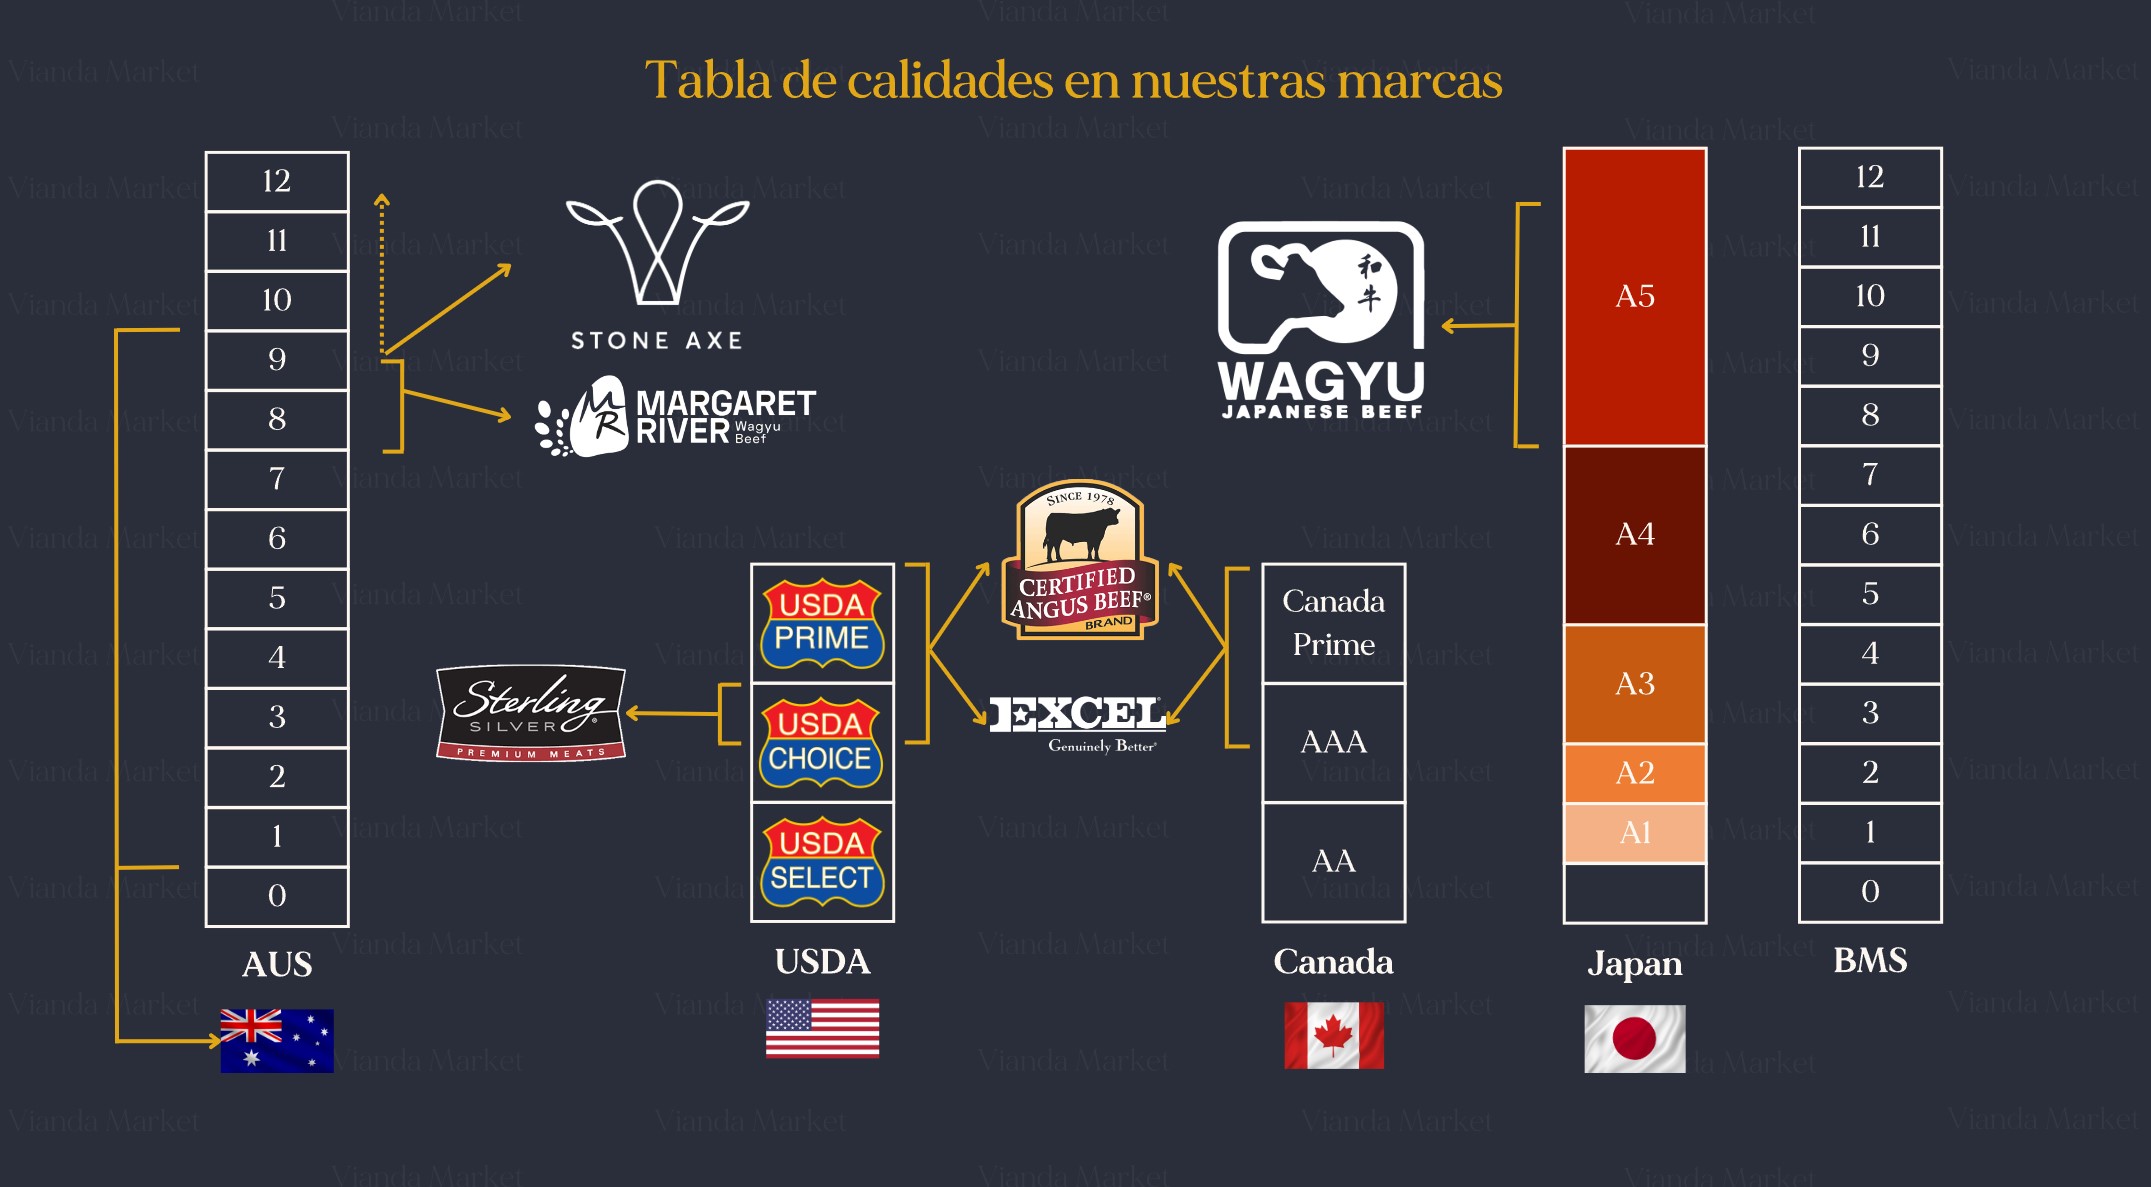 Tabla de calidades en nuestras marcas
12
11
10
9
8
7
6
5
4
3
2
1
0
AUS
STONE AXE
MR
MARGARET
RIVER Wagyu
Beef
Sterling
SILVER®
PREMIUM MEATS
USDA
PRIME
USDA
CHOICE
USDA
SELECT
USDA
SINCE 1978
CERTIFIED
ANGUS BEEF®
BRAND
EXCEL®
Genuinely Better®
Canada
Prime
AAA
AA
Canada
和
牛
WAGYU
JAPANESE BEEF
A5
A4
A3
A2
A1
Japan
12
11
10
9
8
7
6
5
4
3
2
1
0
BMS
Vianda Market